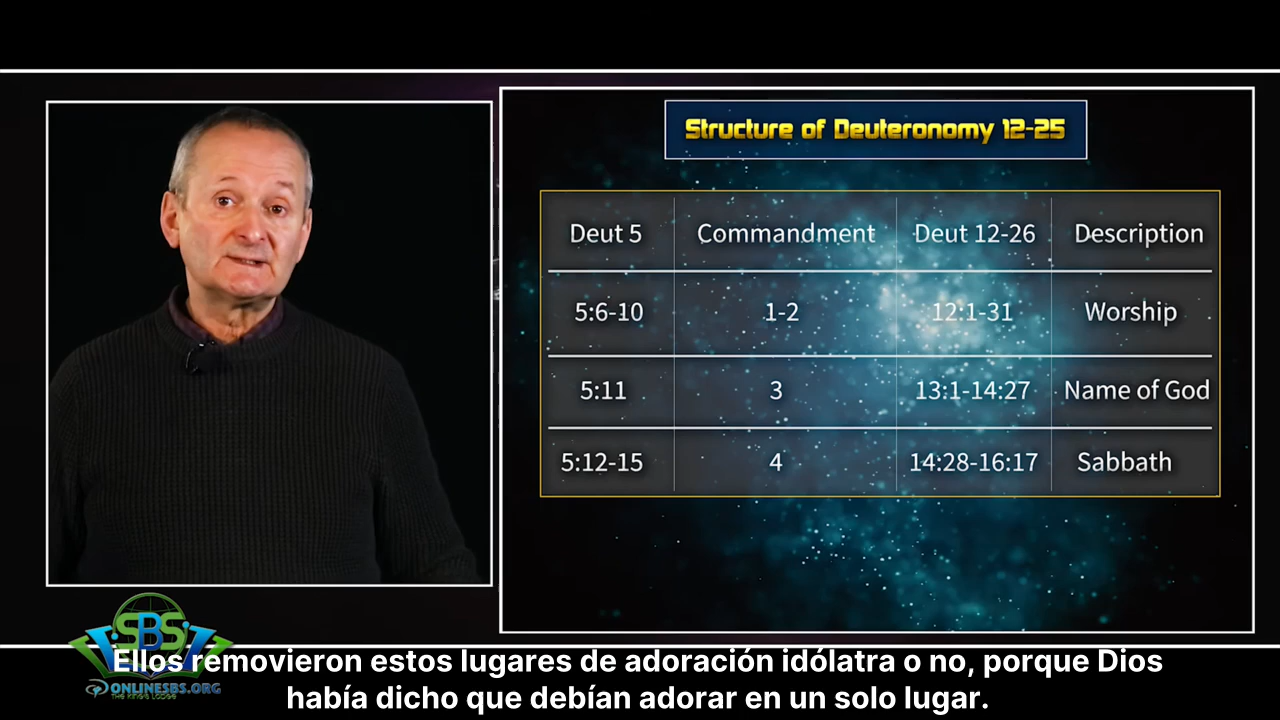 Structure of Deuteronomy 12-25
Deut 5 Commandment Deut 12-26 Description
5:6-10 1-2 12:1-31 Worship
5:11 3 13:1-14:27 Name of God
5:12-15 4 14:28-16:17 Sabbath
SBS
ONLINESBS.ORG
Ellos removieron estos lugares de adoración idólatra o no, porque Dios
había dicho que debían adorar en un solo lugar.